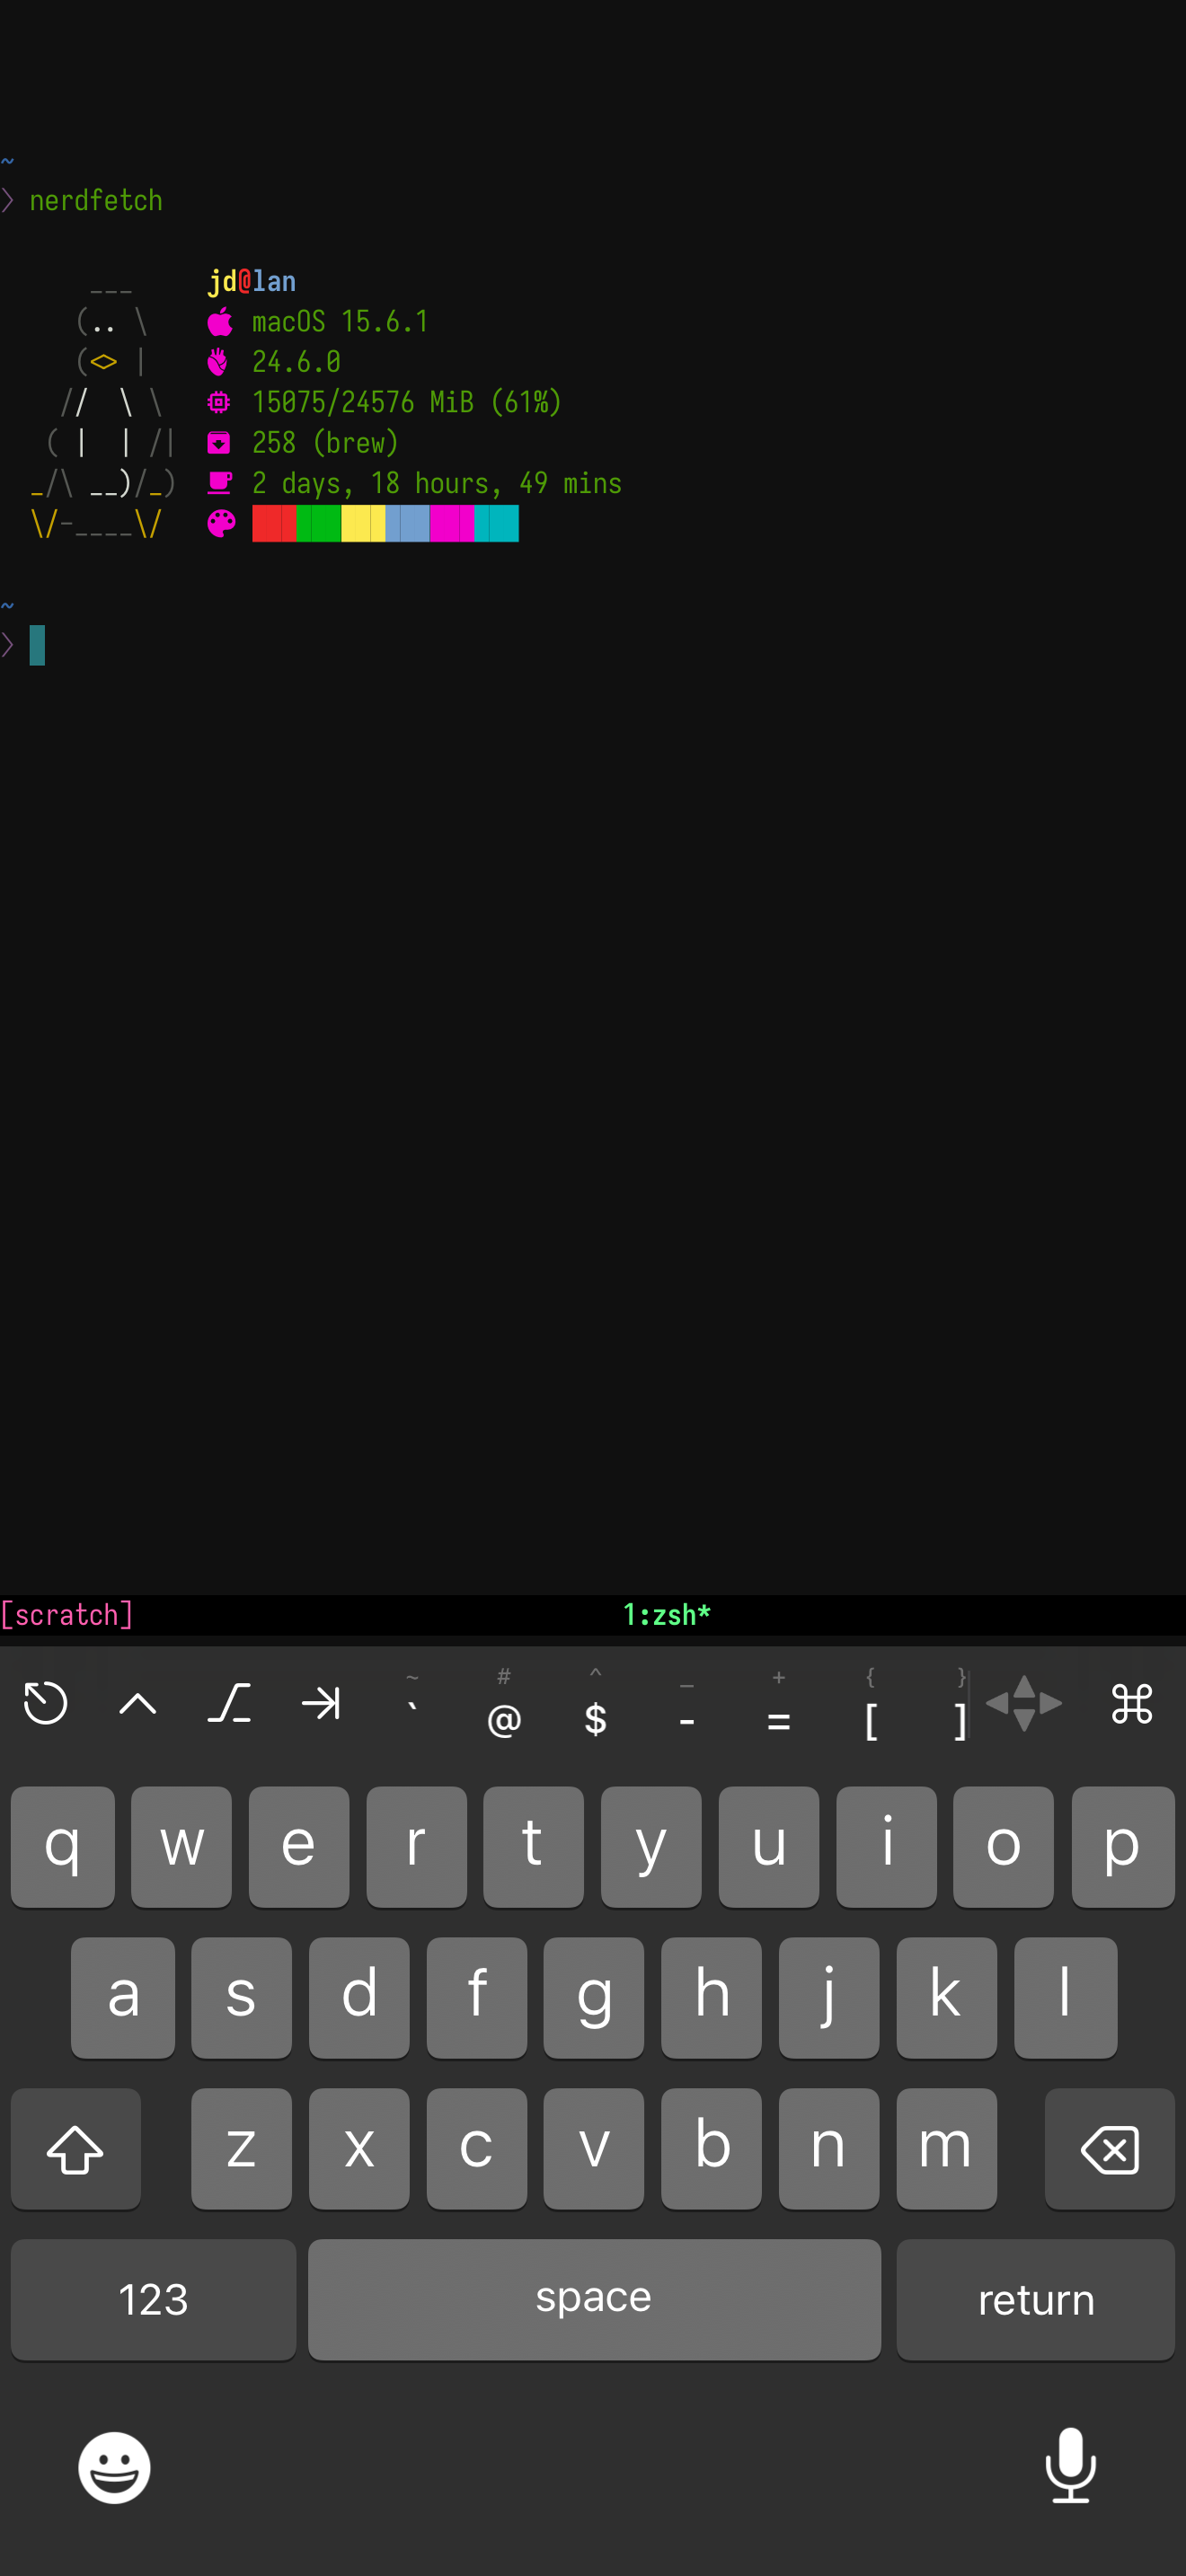 ~
❯ nerdfetch
jd@lan
macOS 15.6.1
24.6.0
15075/24576 MiB (61%)
258 (brew)
2 days, 18 hours, 49 mins
~
❯
[scratch] 1:zsh*
~ # ^ _ + { }
` @ $ - = [ ]
q w e r t y u i o p
a s d f g h j k l
z x c v b n m
123 space return